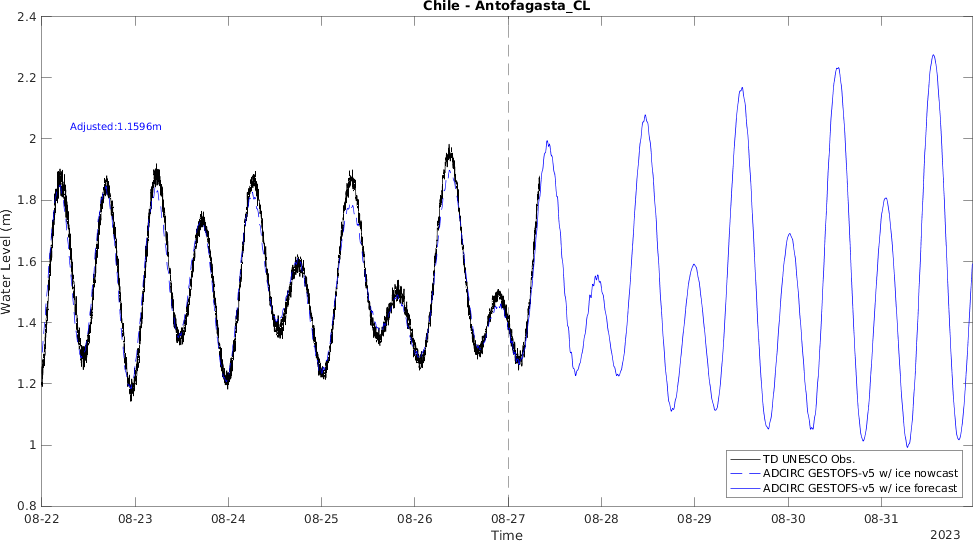 Chile - Antofagasta_CL
2.4
2.2
2
1.8
1.6
1.4
1.2
1
0.8
Water Level (m)
Adjusted:1.1596m
TD UNESCO Obs.
ADCIRC GESTOFS-v5 w/ ice nowcast
ADCIRC GESTOFS-v5 w/ ice forecast
08-22 08-23 08-24 08-25 08-26 08-27 08-28 08-29 08-30 08-31
Time
2023